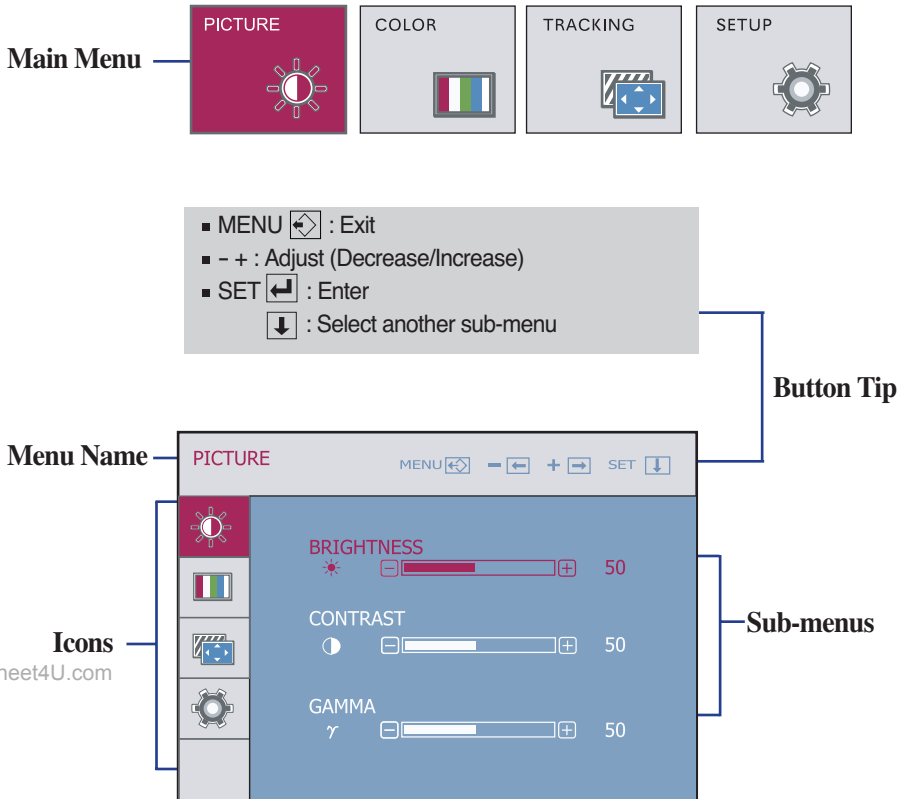 PICTURE COLOR TRACKING SETUP
Main Menu
■ MENU : Exit
■ - + : Adjust (Decrease/Increase)
■ SET : Enter
: Select another sub-menu
Button Tip
Menu Name
PICTURE MENU - + SET
BRIGHTNESS
50
CONTRAST
50
Sub-menus
Icons
heet4U.com
GAMMA
γ 50